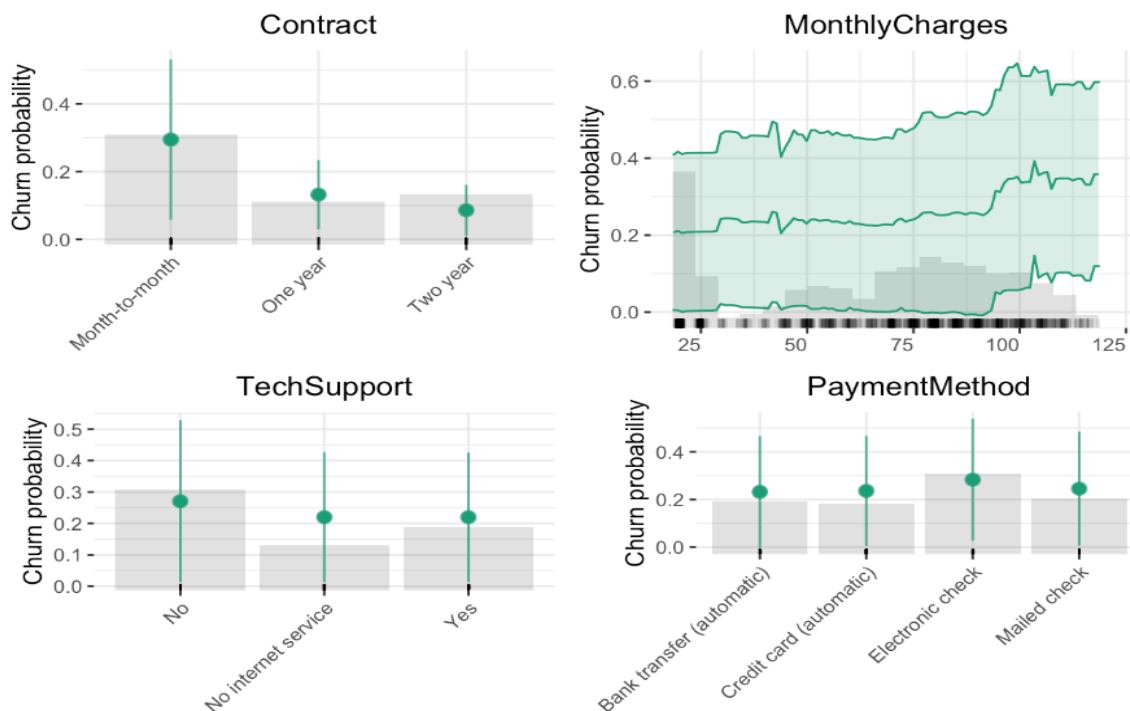 Contract
Churn probability
0.4
0.2
0.0
Month-to-month
One year
Two year
MonthlyCharges
Churn probability
0.6
0.4
0.2
0.0
25
50
75
100
125
TechSupport
Churn probability
0.5
0.4
0.3
0.2
0.1
0.0
No
No internet service
Yes
PaymentMethod
Churn probability
0.4
0.2
0.0
Bank transfer (automatic)
Credit card (automatic)
Electronic check
Mailed check